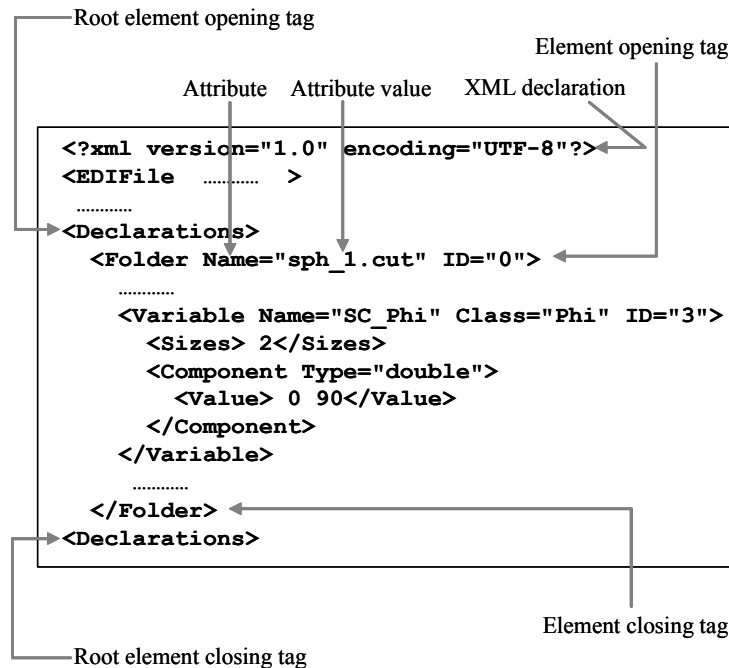 Root element opening tag
Element opening tag
Attribute Attribute value XML declaration
<?xml version="1.0" encoding="UTF-8"?>
<EDIFile ............ >
............
<Declarations>
<Folder Name="sph_1.cut" ID="0">
............
<Variable Name="SC_Phi" Class="Phi" ID="3">
<Sizes> 2</Sizes>
<Component Type="double">
<Value> 0 90</Value>
</Component>
</Variable>
............
</Folder>
<Declarations>
Element closing tag
Root element closing tag